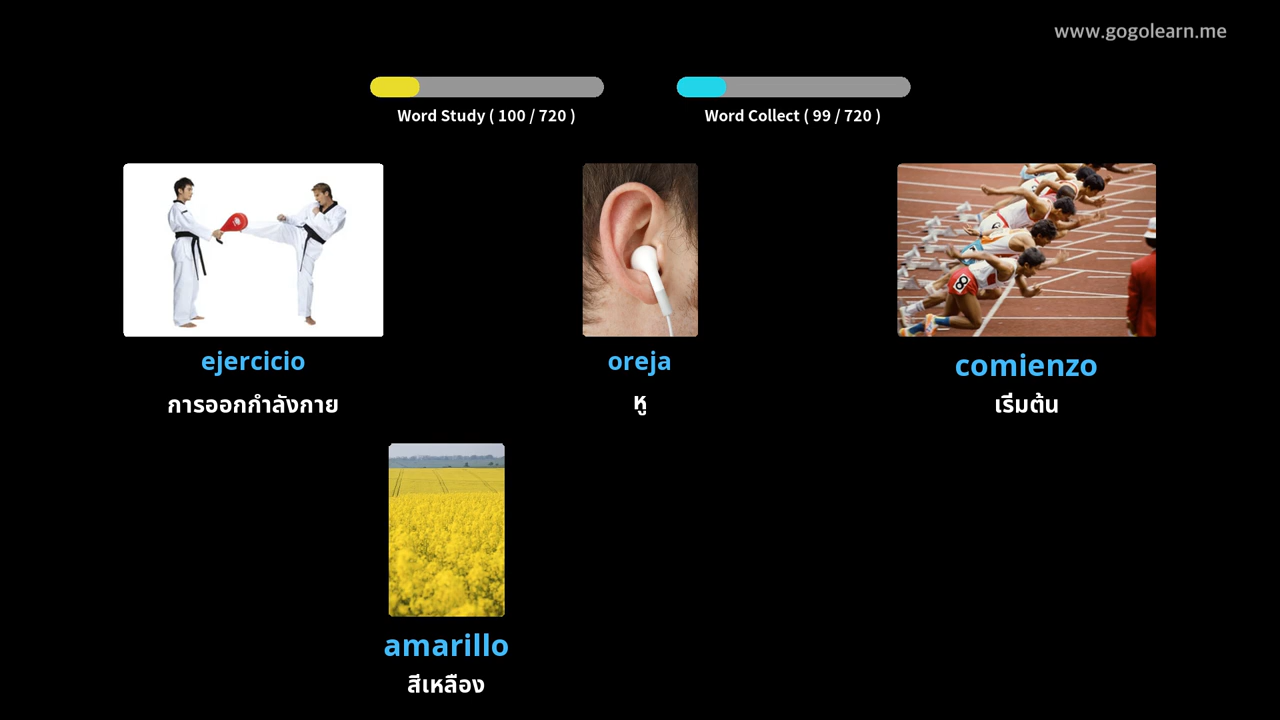 www.gogolearn.me
Word Study ( 100 / 720 )
Word Collect ( 99 / 720 )
ejercicio
การออกกำลังกาย
oreja
หู
comienzo
เริ่มต้น
amarillo
สีเหลือง